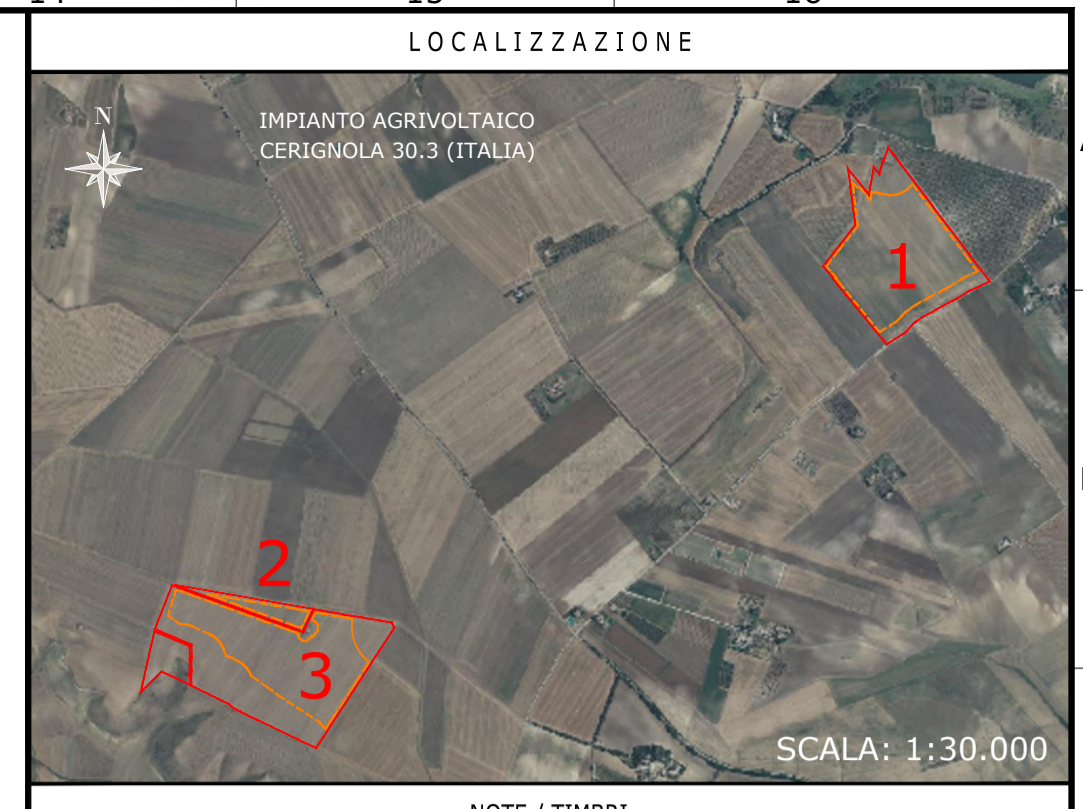 LOCALIZZAZIONE
N
IMPIANTO AGRIVOLTAICO
CERIGNOLA 30.3 (ITALIA)
1
2
3
SCALA: 1:30.000
NOTE / TIMBRI